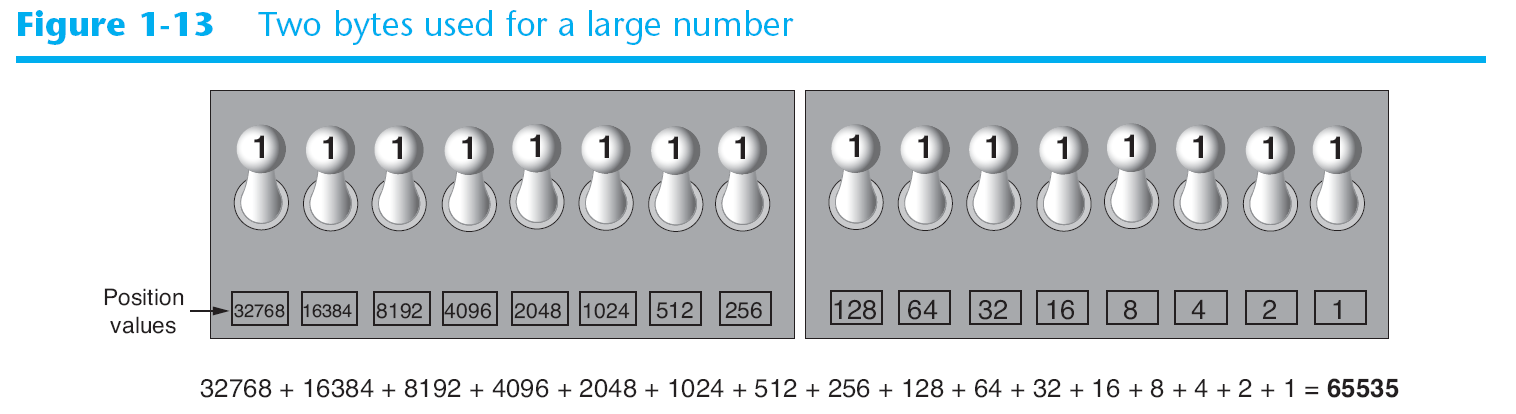 Figure 1-13 Two bytes used for a large number
1 1 1 1 1 1 1 1 1 1 1 1 1 1 1 1
Position values
32768 16384 8192 4096 2048 1024 512 256 128 64 32 16 8 4 2 1
32768 + 16384 + 8192 + 4096 + 2048 + 1024 + 512 + 256 + 128 + 64 + 32 + 16 + 8 + 4 + 2 + 1 = 65535